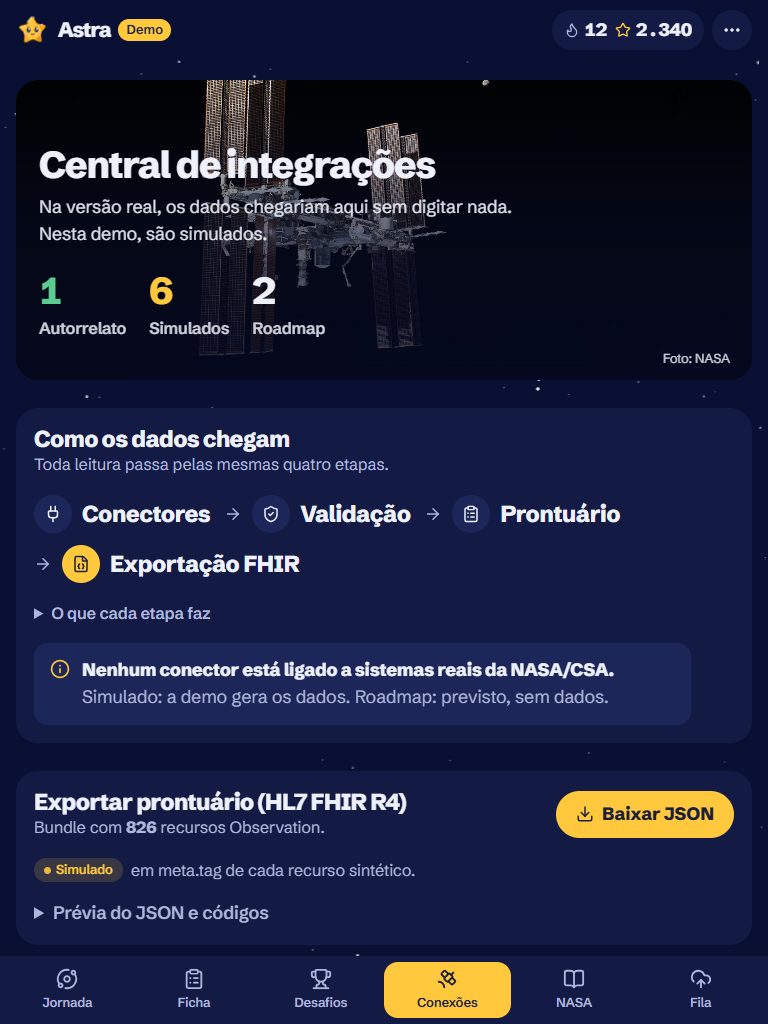 Astra Demo 12 2.340
Central de integrações
Na versão real, os dados chegariam aqui sem digitar nada.
Nesta demo, são simulados.
1 6 2
Autorrelato Simulados Roadmap
Foto: NASA
Como os dados chegam
Toda leitura passa pelas mesmas quatro etapas.
Conectores → Validação → Prontuário
→ Exportação FHIR
O que cada etapa faz
Nenhum conector está ligado a sistemas reais da NASA/CSA.
Simulado: a demo gera os dados. Roadmap: previsto, sem dados.
Exportar prontuário (HL7 FHIR R4)
Bundle com 826 recursos Observation.
Baixar JSON
Simulado em meta.tag de cada recurso sintético.
Prévia do JSON e códigos
Jornada Ficha Desafios Conexões NASA Fila